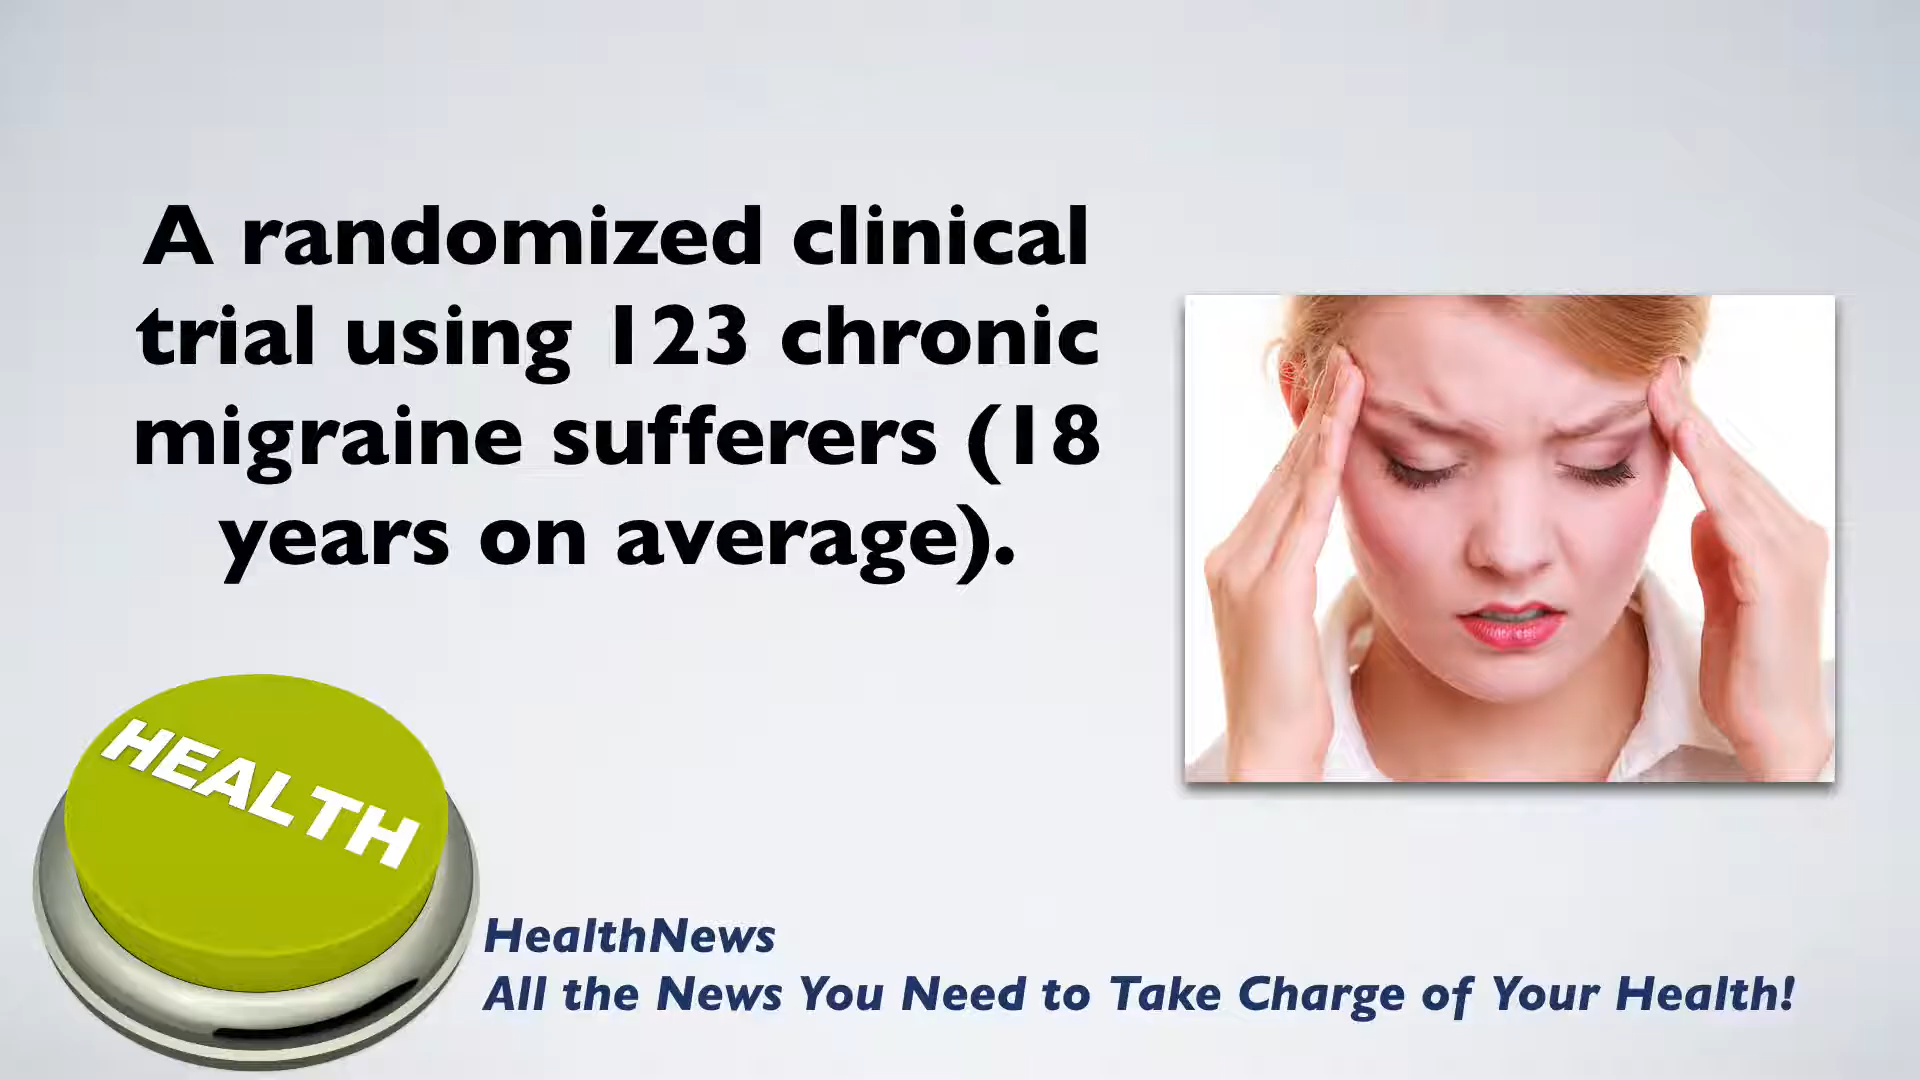 A randomized clinical
trial using 123 chronic
migraine sufferers (18
years on average).
HEALTH
HealthNews
All the News You Need to Take Charge of Your Health!